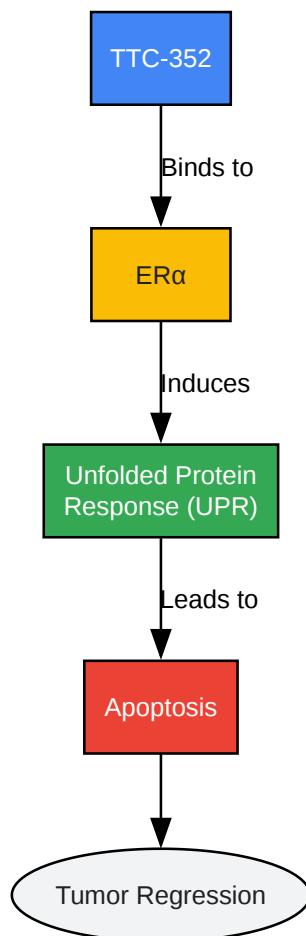 TTC-352
Binds to
ERα
Induces
Unfolded Protein
Response (UPR)
Leads to
Apoptosis
Tumor Regression